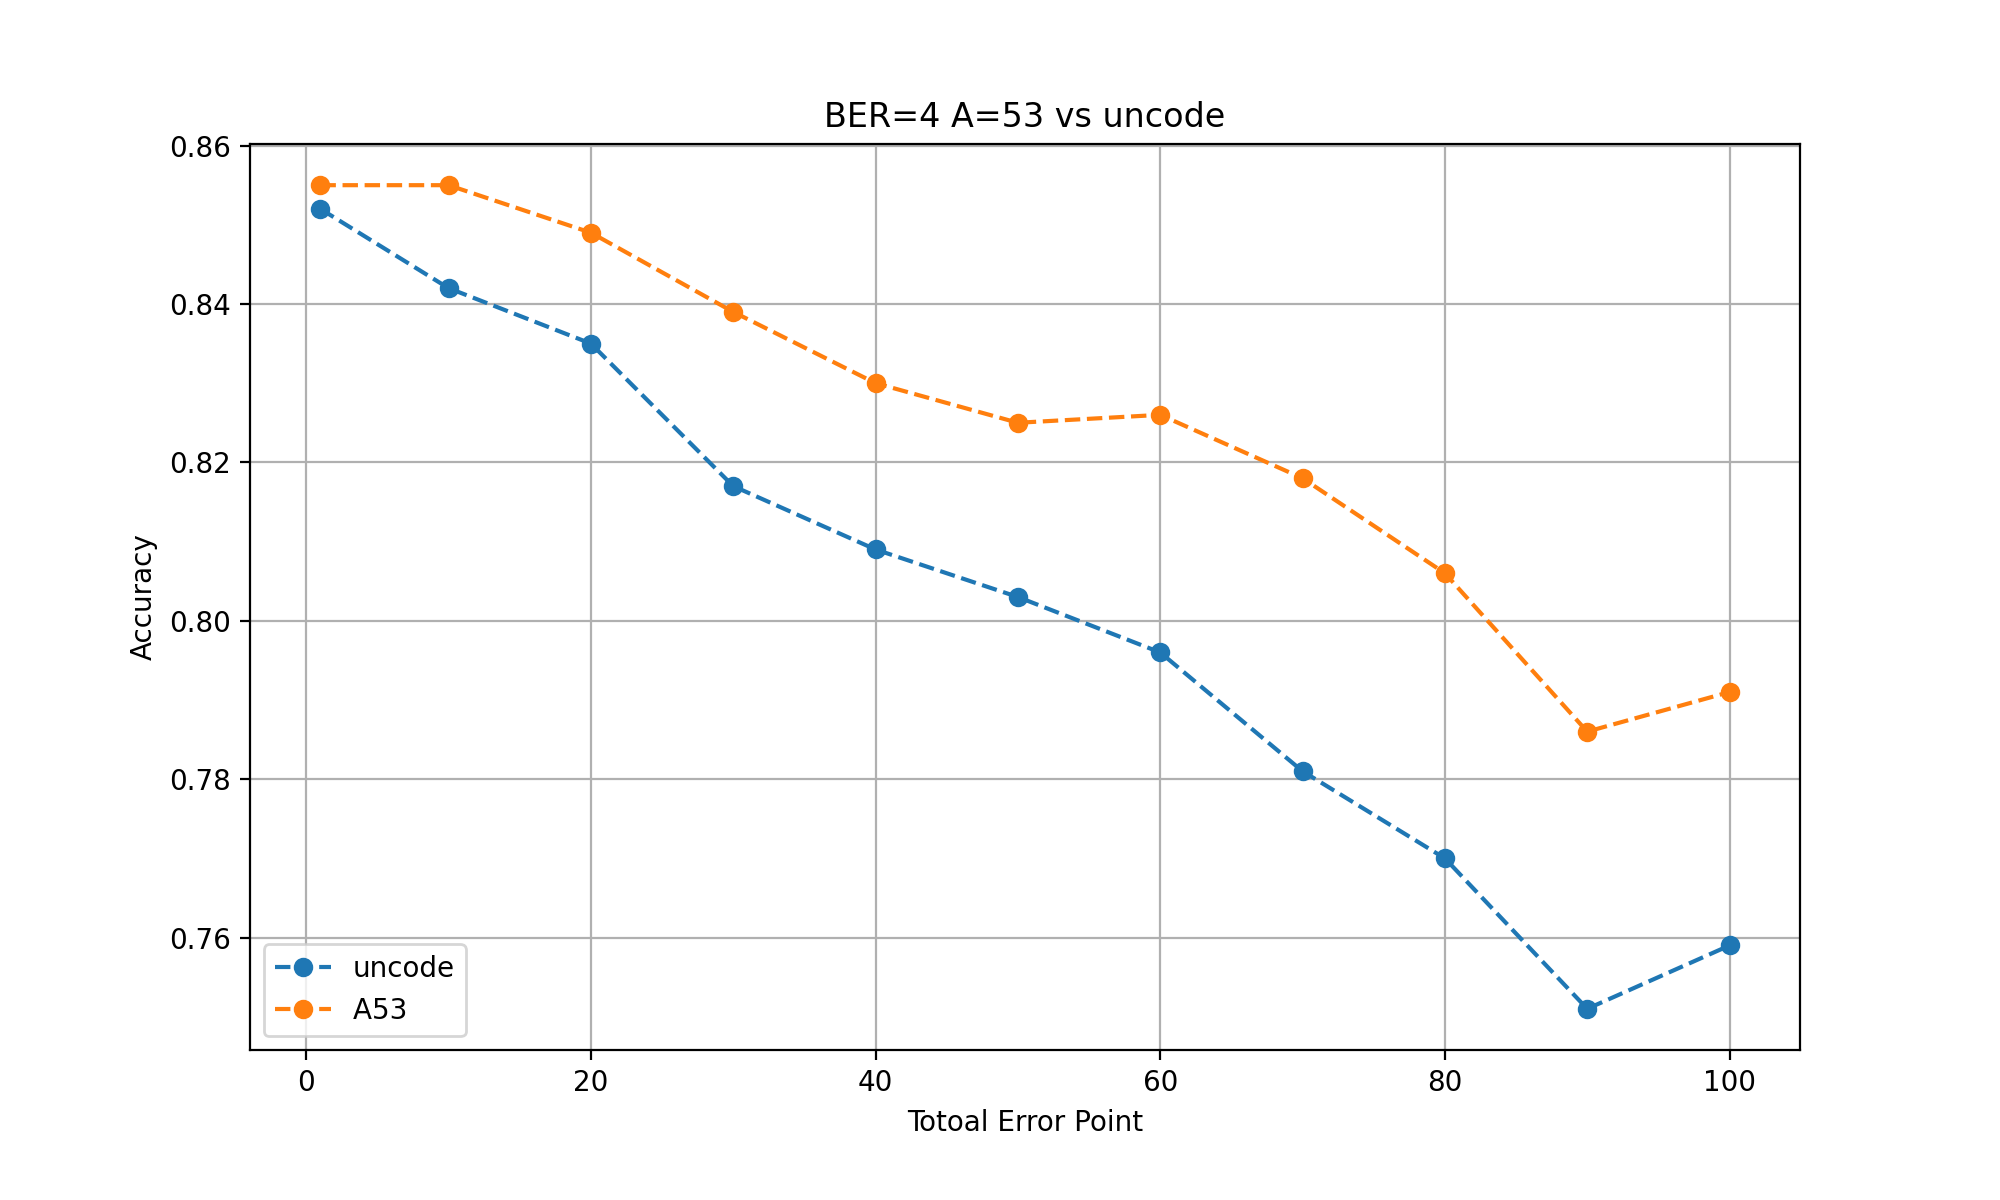 BER=4 A=53 vs uncode
0.86
0.84
0.82
0.80
0.78
0.76
Accuracy
uncode
A53
0 20 40 60 80 100
Totoal Error Point